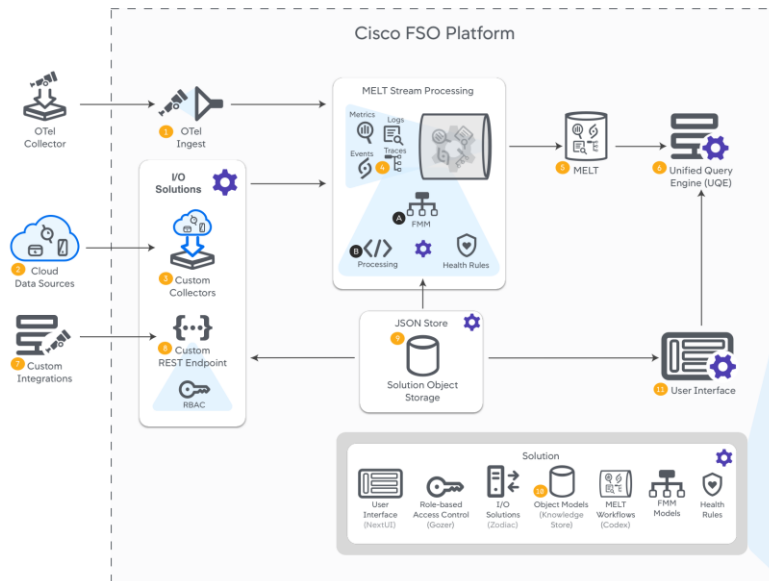 Cisco FSO Platform
OTel
Collector
1 OTel
Ingest
MELT Stream Processing
Metrics
Logs
Events
4 Traces
A
FMM
B
Processing
Health Rules
5 MELT
6 Unified Query
Engine (UQE)
I/O
Solutions
2 Cloud
Data Sources
3 Custom
Collectors
7 Custom
Integrations
{···}
8 Custom
REST Endpoint
RBAC
JSON Store
9
Solution Object
Storage
11 User Interface
Solution
User
Interface
(NextUI)
Role-based
Access Control
(Gozer)
I/O
Solutions
(Zodiac)
10
Object Models
(Knowledge
Store)
MELT
Workflows
(Codex)
FMM
Models
Health
Rules